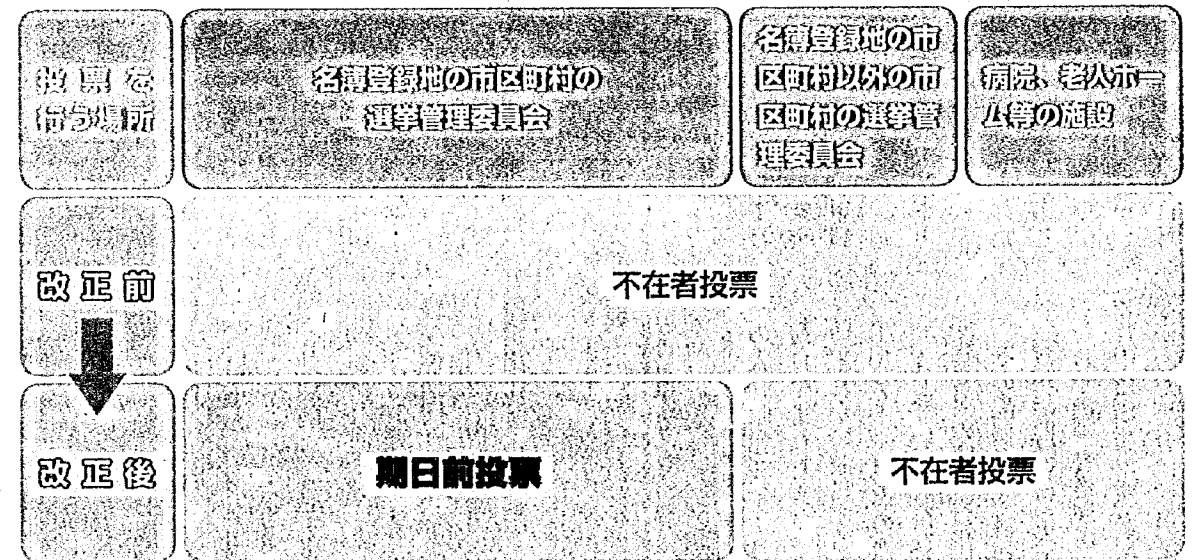 投票を
行う場所
名簿登録地の市区町村の
選挙管理委員会
名簿登録地の市
区町村以外の市
区町村の選挙管
理委員会
病院、老人ホー
ム等の施設
改正前
不在者投票
改正後
期日前投票
不在者投票